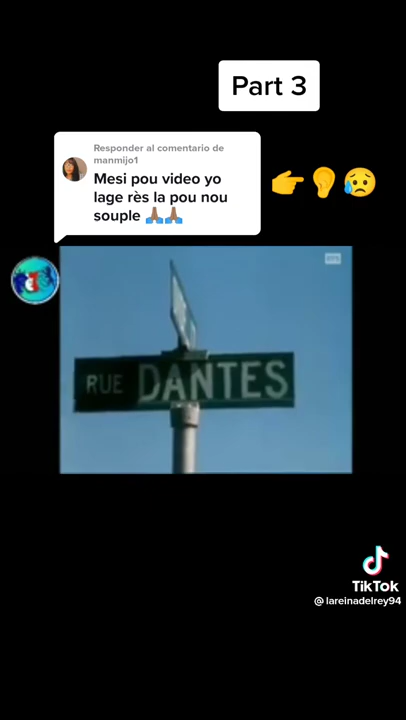 Part 3
Responder al comentario de
manmijo1
Mesi pou video yo
lage rès la pou nou
souple 🙏🏽🙏🏽
👉👂😥
RUE DANTES
TikTok
@lareinadelrey94